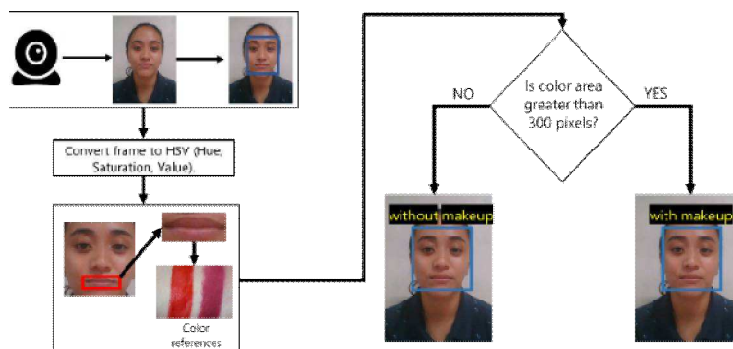 Convert frame to HSV (Hue,
Saturation, Value).
Color
references
Is color area
greater than
300 pixels?
NO
YES
without makeup
with makeup